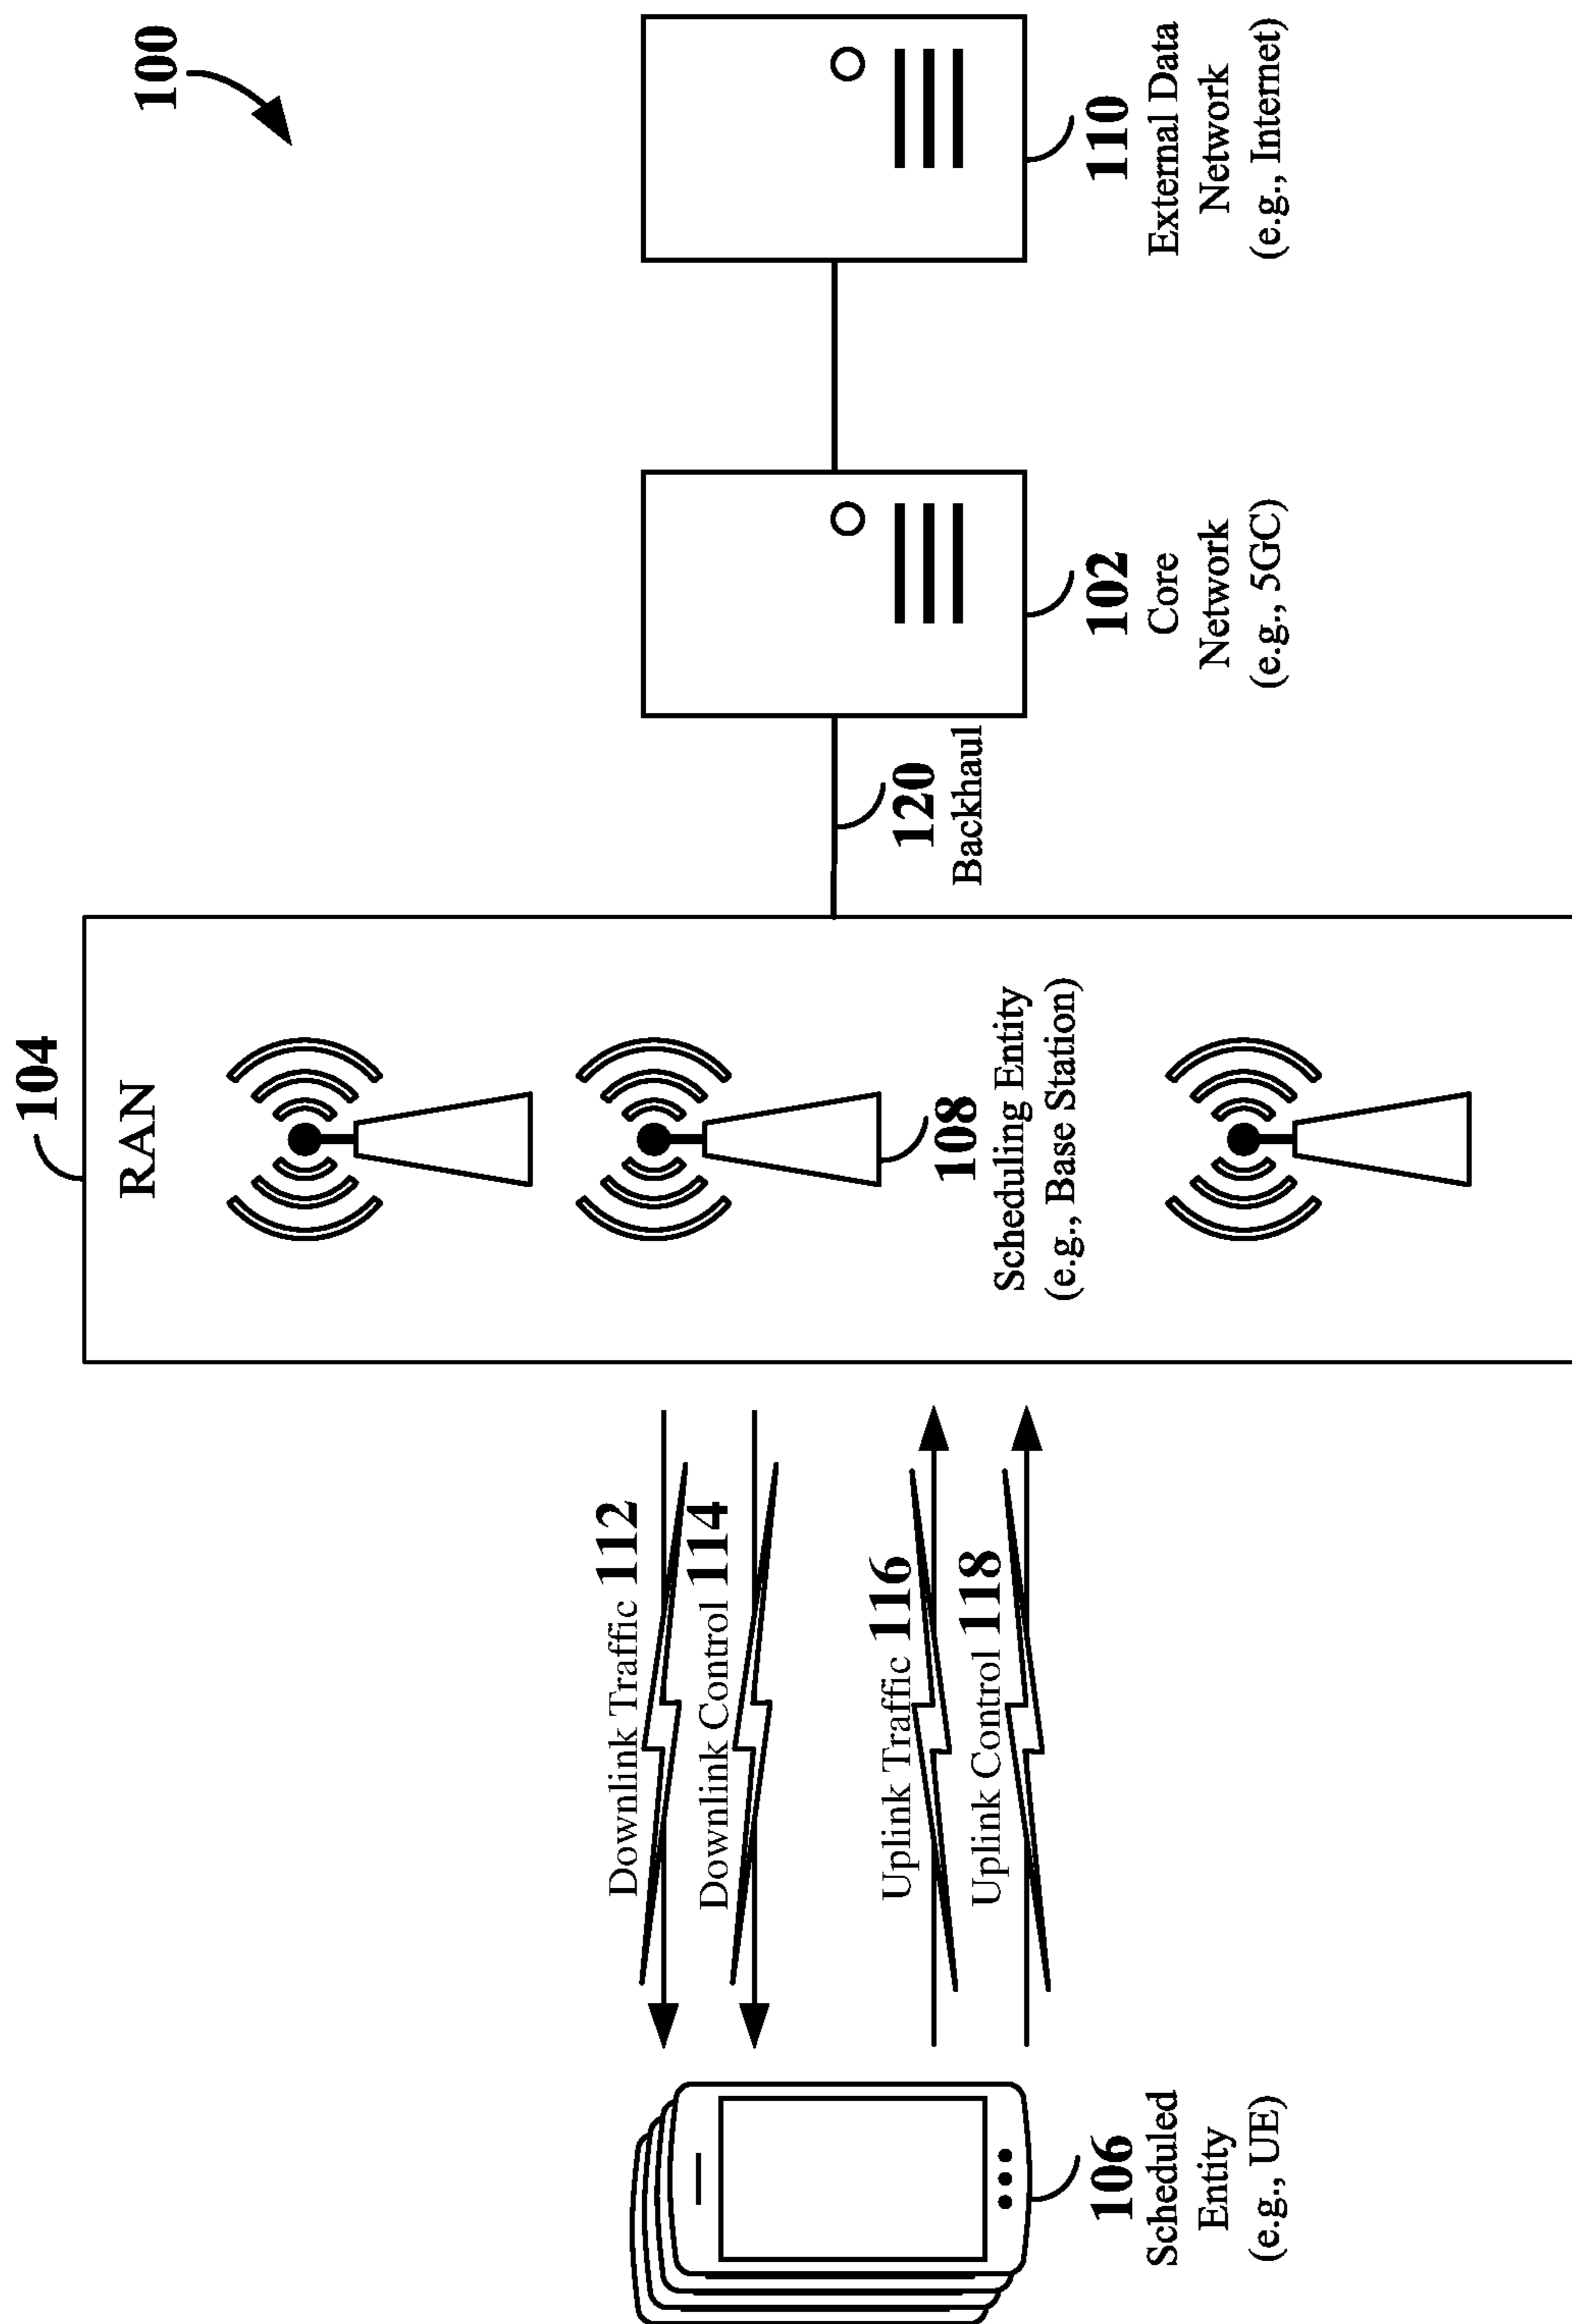 100
104
RAN
Downlink Traffic 112
Downlink Control 114
Uplink Traffic 116
Uplink Control 118
106
Scheduled
Entity
(e.g., UE)
108
Scheduling Entity
(e.g., Base Station)
120
Backhaul
102
Core
Network
(e.g., 5GC)
110
External Data
Network
(e.g., Internet)